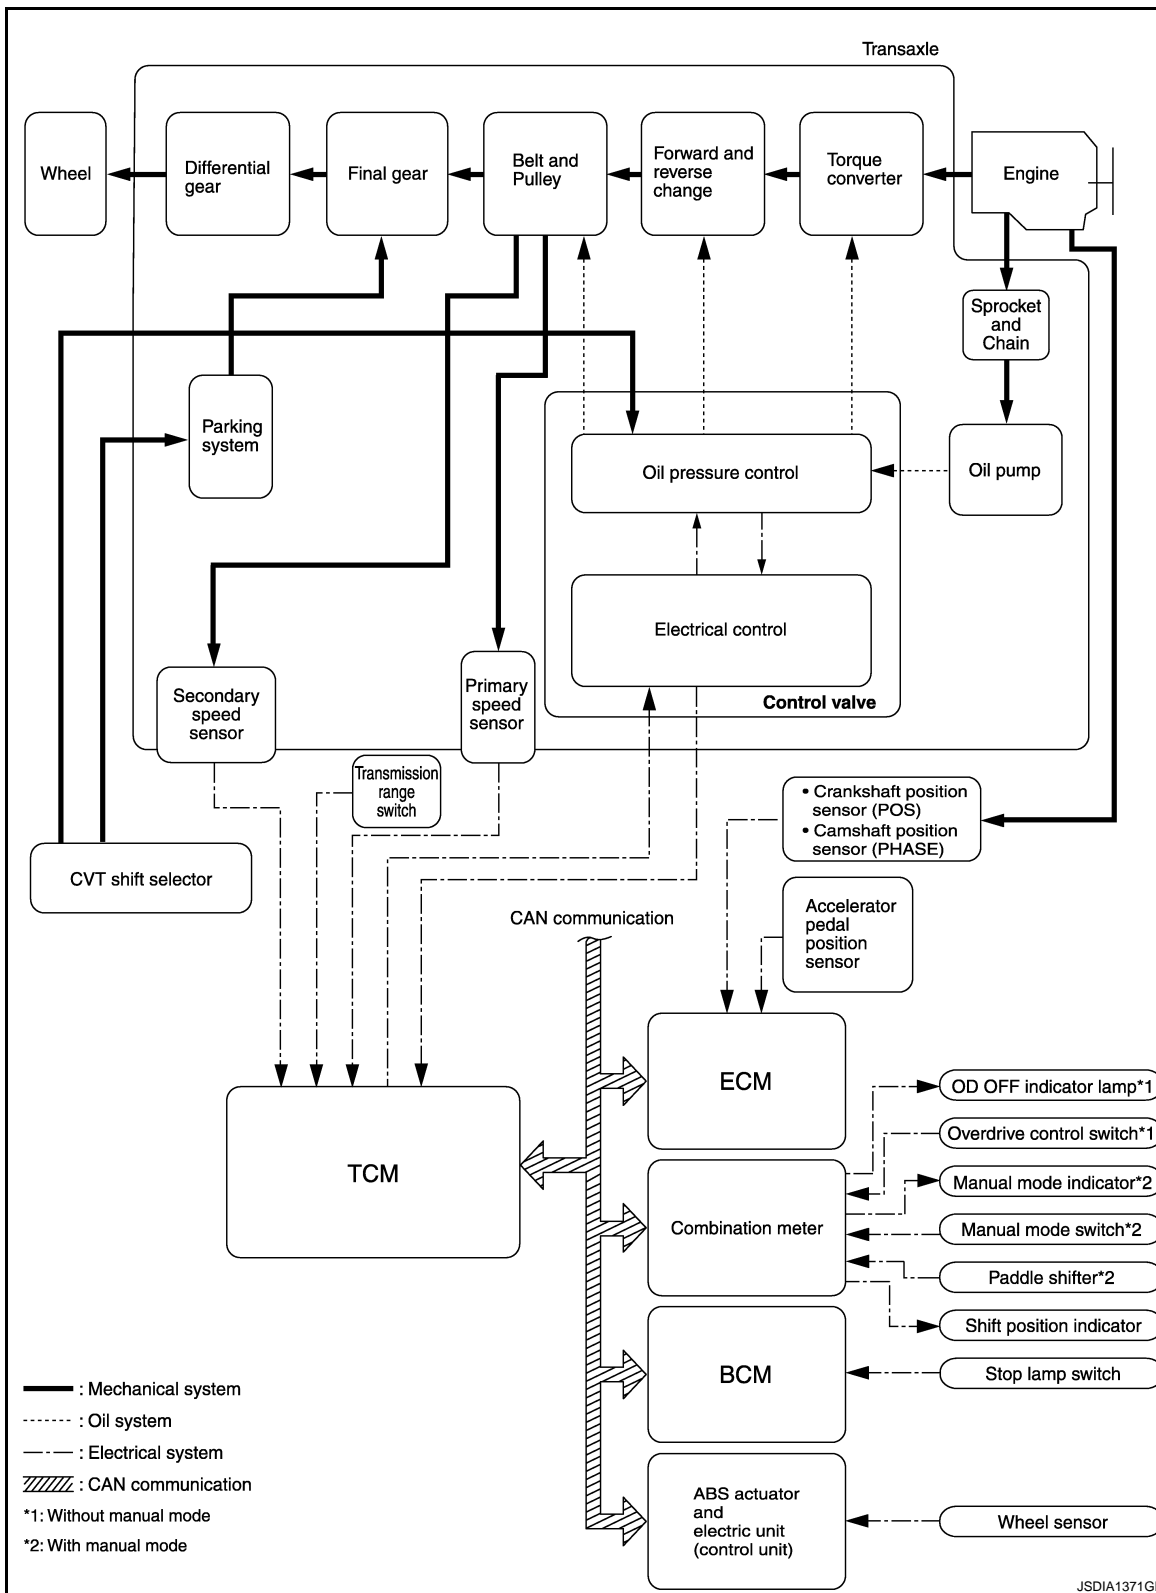 Transaxle
Wheel
Differential
gear
Final gear
Belt and
Pulley
Forward and
reverse
change
Torque
converter
Engine
Sprocket
and
Chain
Parking
system
Oil pressure control
Oil pump
Electrical control
Control valve
Secondary
speed
sensor
Primary
speed
sensor
Transmission
range
switch
• Crankshaft position
sensor (POS)
• Camshaft position
sensor (PHASE)
CVT shift selector
Accelerator
pedal
position
sensor
CAN communication
ECM
TCM
OD OFF indicator lamp*1
Overdrive control switch*1
Manual mode indicator*2
Combination meter
Manual mode switch*2
Paddle shifter*2
Shift position indicator
BCM
Stop lamp switch
: Mechanical system
: Oil system
: Electrical system
: CAN communication
*1: Without manual mode
*2: With manual mode
ABS actuator
and
electric unit
(control unit)
Wheel sensor
JSDIA1371G